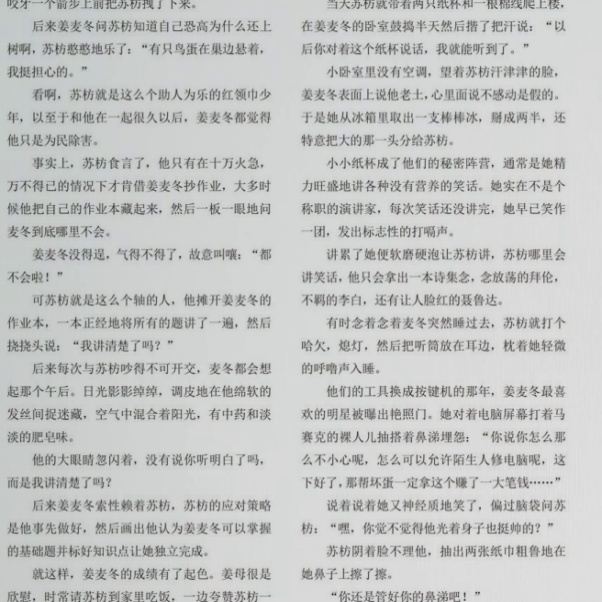 咬牙一个箭步上前把苏枋拽了下来。
后来姜麦冬问苏枋知道自己恐高为什么还上
树啊，苏枋憨憨地乐了：“有只鸟蛋在巢边悬着，
我挺担心的。”
看啊，苏枋就是这么个助人为乐的红领巾少
年，以至于和他在一起很久以后，姜麦冬都觉得
他只是为民除害。
事实上，苏枋食言了，他只有在十万火急，
万不得已的情况下才肯借姜麦冬抄作业，大多时
候他把自己的作业本藏起来，然后一板一眼地问
麦冬到底哪里不会。
姜麦冬没得逞，气得不得了，故意叫嚷：“都
不会啦！”
可苏枋就是这么个轴的人，他摊开姜麦冬的
作业本，一本正经地将所有的题讲了一遍，然后
挠挠头说：“我讲清楚了吗？”
后来每次与苏枋吵得不可开交，麦冬都会想
起那个午后。日光影影绰绰，调皮地在他绵软的
发丝间捉迷藏，空气中混合着阳光，有中药和淡
淡的肥皂味。
他的大眼睛忽闪着，没有说你听明白了吗，
而是我讲清楚了吗？
后来姜麦冬索性赖着苏枋，苏枋的应对策略
是他事先做好，然后画出他认为姜麦冬可以掌握
的基础题并标好知识点让她独立完成。
就这样，姜麦冬的成绩有了起色。姜母很是
欣慰，时常请苏枋到家里吃饭，一边夸赞苏枋一
当天苏枋就带着两只纸杯和一根棉线爬上楼，
在姜麦冬的卧室鼓捣半天然后揩了把汗说：“以
后你对着这个纸杯说话，我就能听到了。”
小卧室里没有空调，望着苏枋汗津津的脸，
姜麦冬表面上说他老土，心里面说不感动是假的。
于是她从冰箱里取出一支棒棒冰，掰成两半，还
特意把大的那一头分给苏枋。
小小纸杯成了他们的秘密阵营，通常是她精
力旺盛地讲各种没有营养的笑话。她实在不是个
称职的演讲家，每次笑话还没讲完，她早已笑作
一团，发出标志性的打嗝声。
讲累了她便软磨硬泡让苏枋讲，苏枋哪里会
讲笑话，他只会拿出一本诗集念，念放荡的拜伦，
不羁的李白，还有让人脸红的聂鲁达。
有时念着念着麦冬突然睡过去，苏枋就打个
哈欠，熄灯，然后把听筒放在耳边，枕着她轻微
的呼噜声入睡。
他们的工具换成按键机的那年，姜麦冬最喜
欢的明星被曝出艳照门。她对着电脑屏幕打着马
赛克的裸人儿抽搭着鼻涕埋怨：“你说你怎么那
么不小心呢，怎么可以允许陌生人修电脑呢，这
下好了，那帮坏蛋一定拿这个赚了一大笔钱……”
说着说着她又神经质地笑了，偏过脑袋问苏
枋：“嘿，你觉不觉得他光着身子也挺帅的？”
苏枋阴着脸不理他，抽出两张纸巾粗鲁地在
她鼻子上擦了擦。
“你还是管好你的鼻涕吧！”